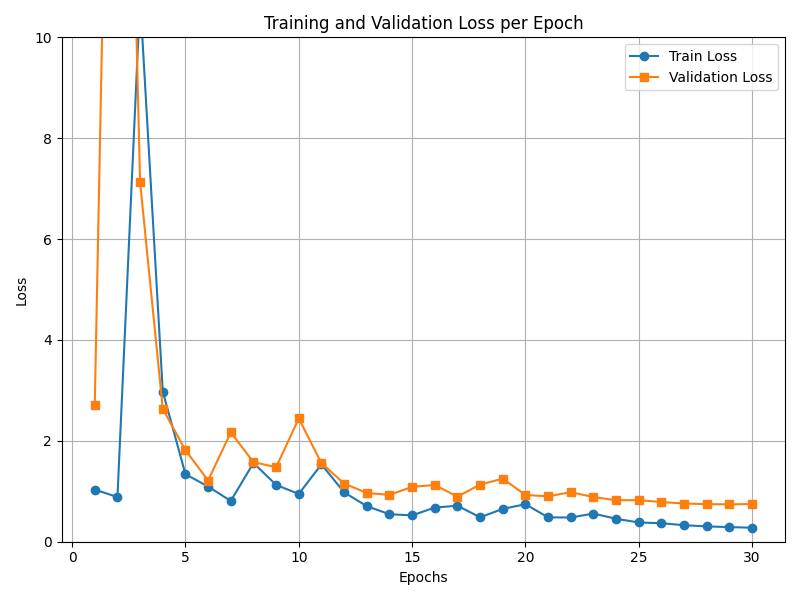 Training and Validation Loss per Epoch
Train Loss
Validation Loss
10
8
6
4
2
0
Loss
0 5 10 15 20 25 30
Epochs